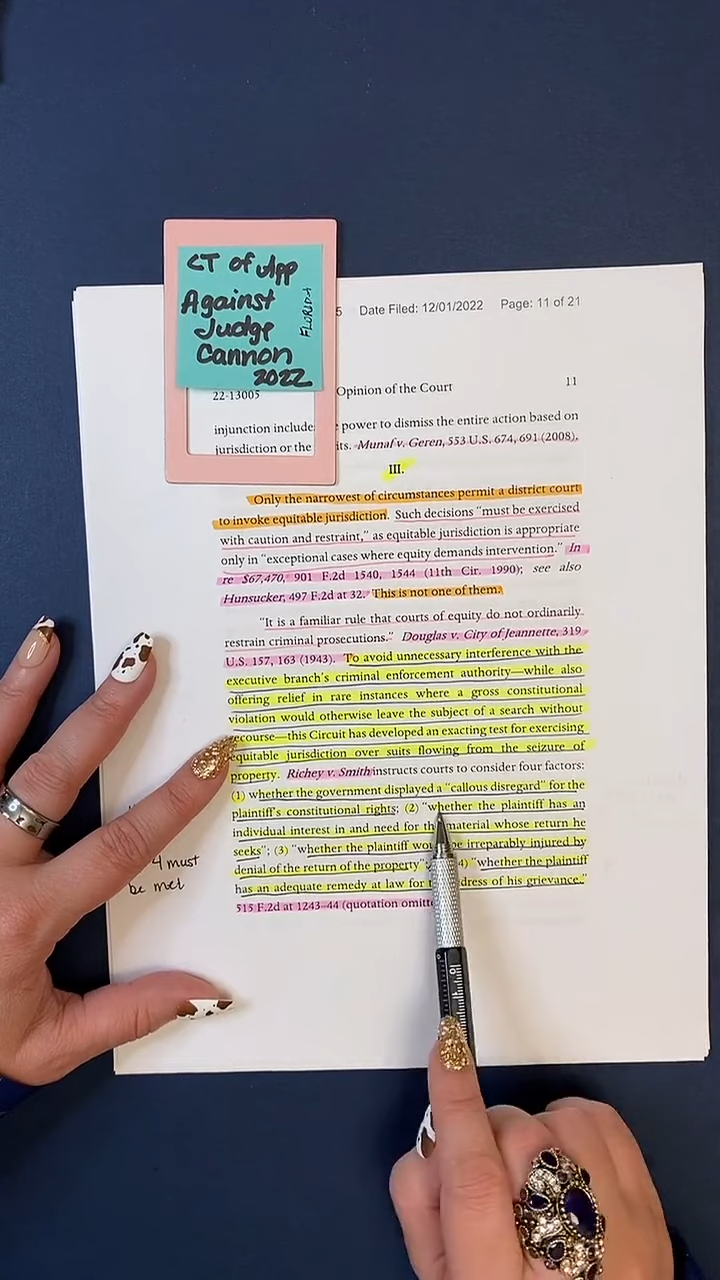 CT of App
Against
Judge
Cannon
2022
FLORIDA
5 Date Filed: 12/01/2022 Page: 11 of 21
22-13005 Opinion of the Court 11
injunction includes power to dismiss the entire action based on
jurisdiction or the its. Munaf v. Geren, 553 U.S. 674, 691 (2008).
III.
Only the narrowest of circumstances permit a district court
to invoke equitable jurisdiction. Such decisions “must be exercised
with caution and restraint,” as equitable jurisdiction is appropriate
only in “exceptional cases where equity demands intervention.” In
re $67,470, 901 F.2d 1540, 1544 (11th Cir. 1990); see also
Hunsucker, 497 F.2d at 32. This is not one of them.
“It is a familiar rule that courts of equity do not ordinarily
restrain criminal prosecutions.” Douglas v. City of Jeannette, 319
U.S. 157, 163 (1943). To avoid unnecessary interference with the
executive branch’s criminal enforcement authority—while also
offering relief in rare instances where a gross constitutional
violation would otherwise leave the subject of a search without
recourse—this Circuit has developed an exacting test for exercising
equitable jurisdiction over suits flowing from the seizure of
property. Richey v. Smith instructs courts to consider four factors:
(1) whether the government displayed a “callous disregard” for the
plaintiff’s constitutional rights; (2) “whether the plaintiff has an
individual interest in and need for the material whose return he
seeks”; (3) “whether the plaintiff would be irreparably injured by
denial of the return of the property”; (4) “whether the plaintiff
has an adequate remedy at law for the redress of his grievance.”
515 F.2d at 1243–44 (quotation omitte
4 must
be met